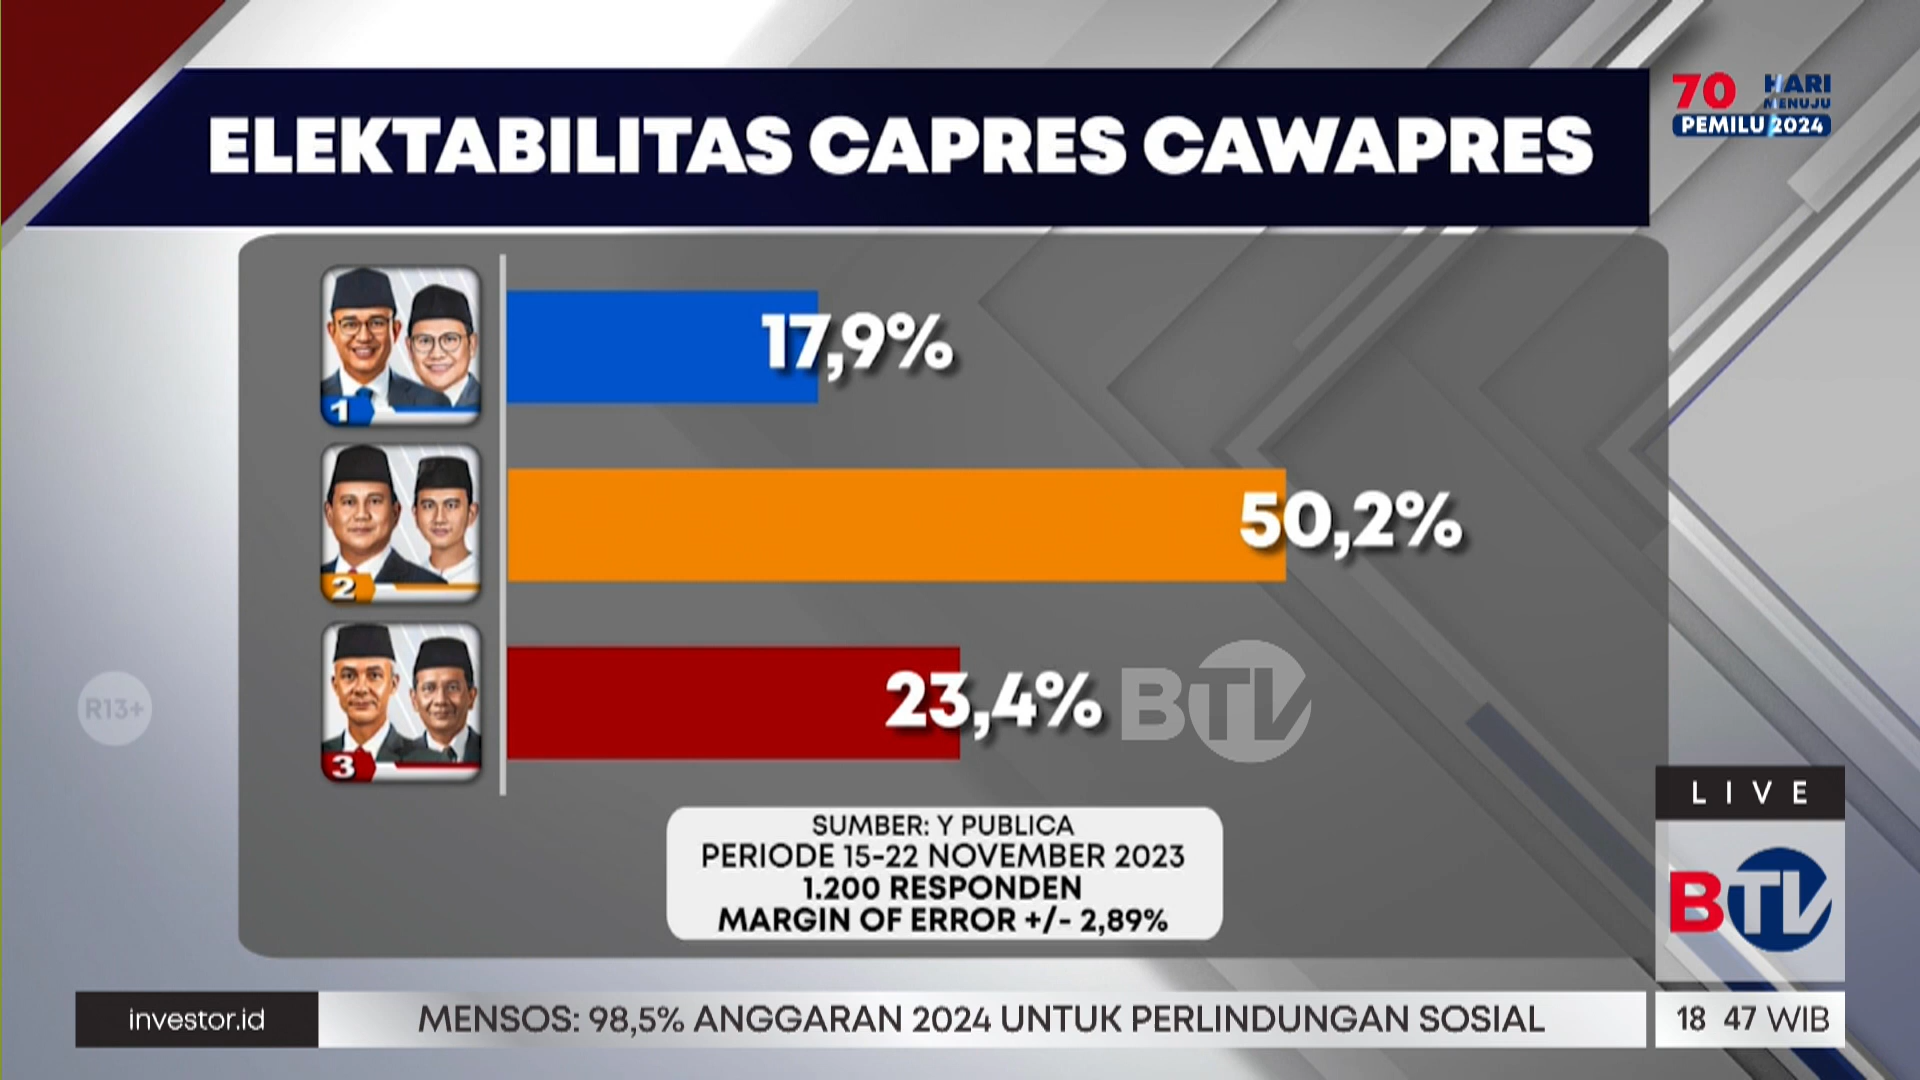 ELEKTABILITAS CAPRES CAWAPRES
70 HARI
MENUJU
PEMILU 2024
17,9%
1
50,2%
2
23,4%
3
BTV
R13+
SUMBER: Y PUBLICA
PERIODE 15-22 NOVEMBER 2023
1.200 RESPONDEN
MARGIN OF ERROR +/- 2,89%
LIVE
BTV
investor.id
MENSOS: 98,5% ANGGARAN 2024 UNTUK PERLINDUNGAN SOSIAL
18 47 WIB